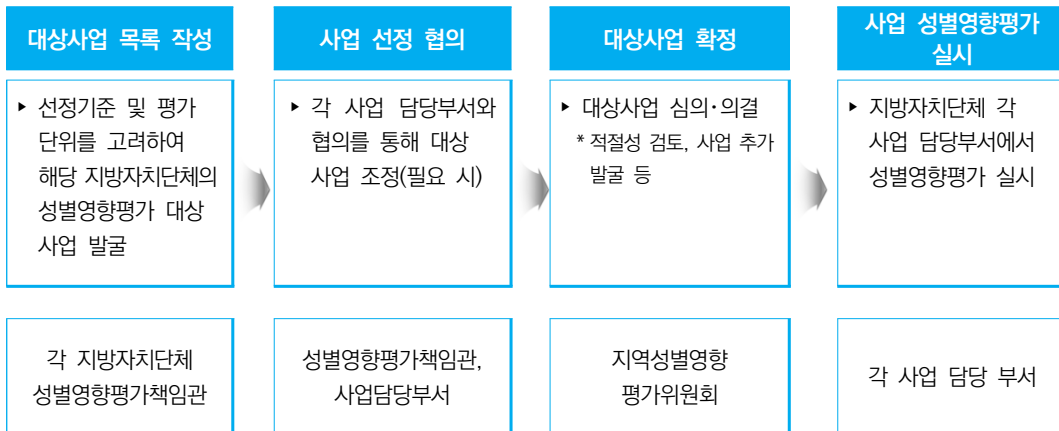 대상사업 목록 작성
▸ 선정기준 및 평가
단위를 고려하여
해당 지방자치단체의
성별영향평가 대상
사업 발굴
각 지방자치단체
성별영향평가책임관
사업 선정 협의
▸ 각 사업 담당부서와
협의를 통해 대상
사업 조정(필요 시)
성별영향평가책임관,
사업담당부서
대상사업 확정
▸ 대상사업 심의·의결
* 적절성 검토, 사업 추가
발굴 등
지역성별영향
평가위원회
사업 성별영향평가
실시
▸ 지방자치단체 각
사업 담당부서에서
성별영향평가 실시
각 사업 담당 부서